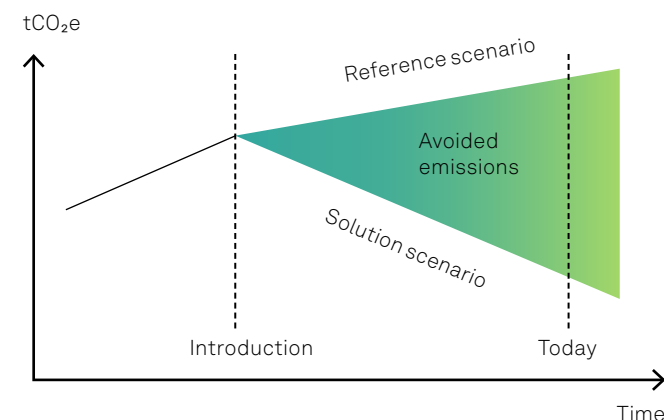 tCO₂e
Reference scenario
Avoided
emissions
Solution scenario
Introduction
Today
Time